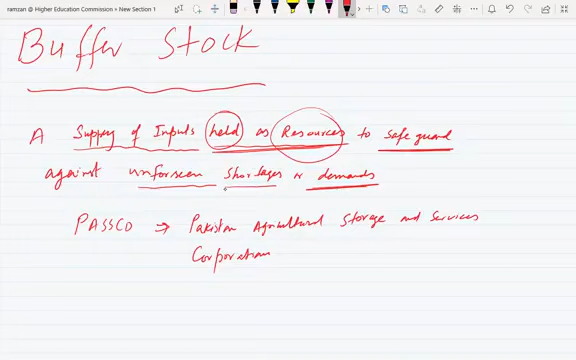 ramzan @ Higher Education Commission » New Section 1
Buffer Stock
A Supply of Inputs held as Resources to safe guard
against unforseen Shortages or demands
PASSCO ⇒ Pakistan Agricultural Storage and Services
Corporation